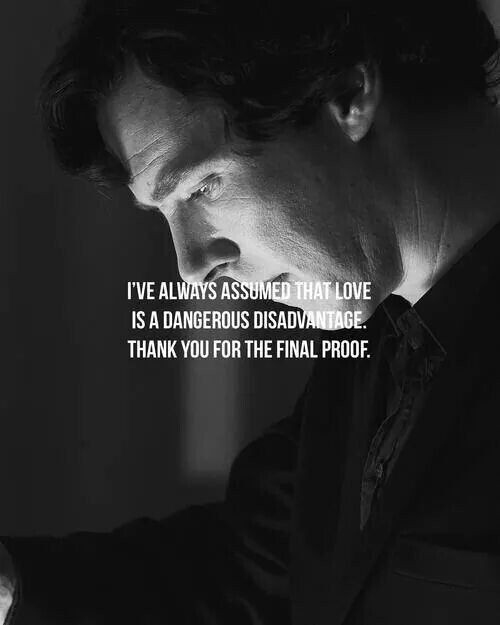 I'VE ALWAYS ASSUMED THAT LOVE
IS A DANGEROUS DISADVANTAGE.
THANK YOU FOR THE FINAL PROOF.